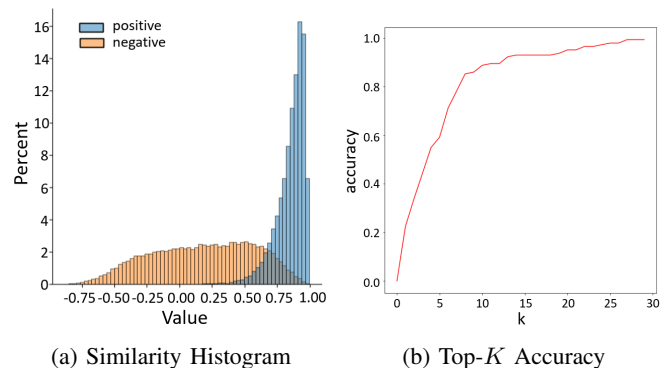 positive
negative
Percent
16
14
12
10
8
6
4
2
0
-0.75 -0.50 -0.25 0.00 0.25 0.50 0.75 1.00
Value
(a) Similarity Histogram
accuracy
1.0
0.8
0.6
0.4
0.2
0.0
0 5 10 15 20 25 30
k
(b) Top-K Accuracy